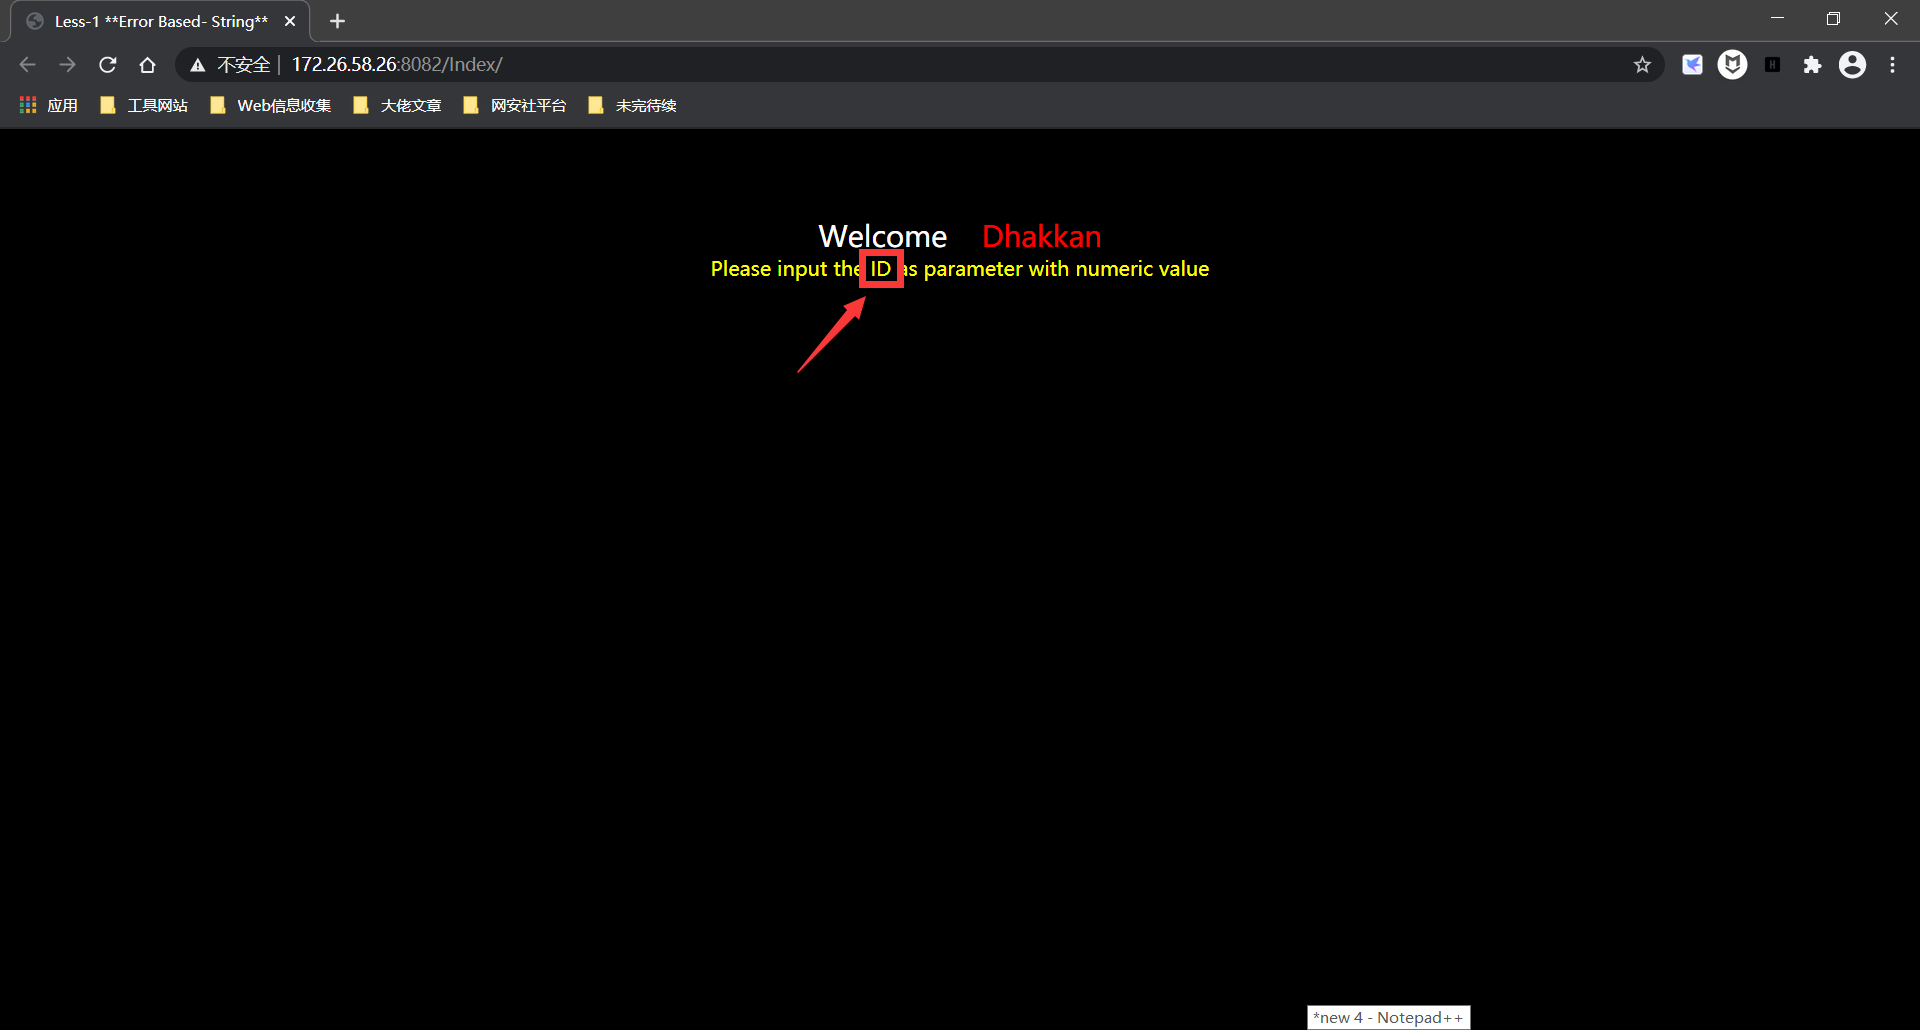 Less-1 **Error Based- String**
不安全 | 172.26.58.26:8082/Index/
应用 工具网站 Web信息收集 大佬文章 网安社平台 未完待续
Welcome Dhakkan
Please input the ID as parameter with numeric value
*new 4 - Notepad++